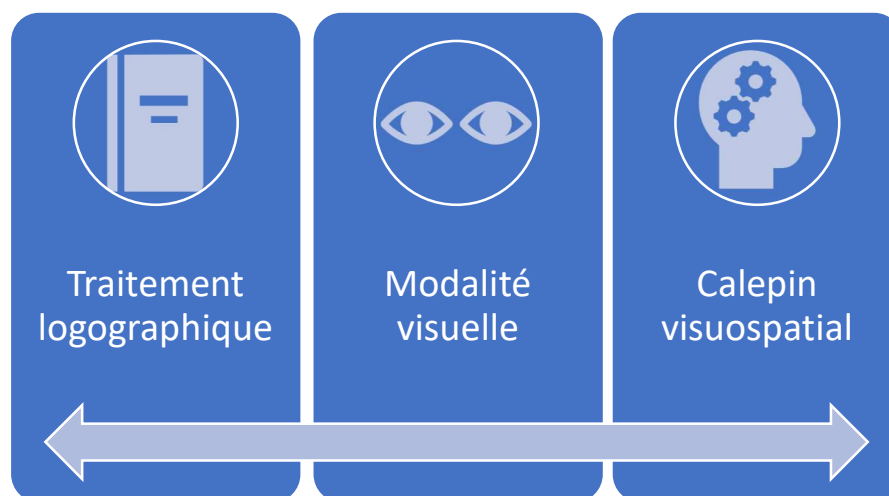 Traitement
logographique
Modalité
visuelle
Calepin
visuospatial